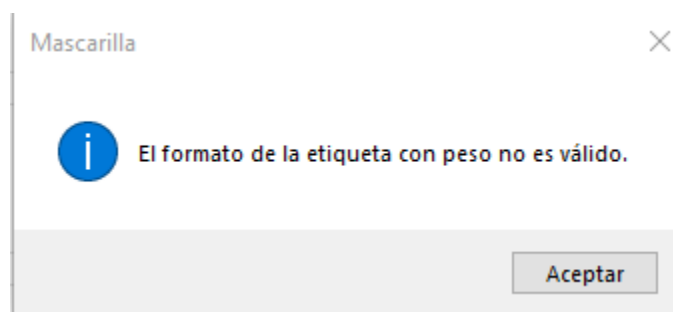 Mascarilla
El formato de la etiqueta con peso no es válido.
Aceptar